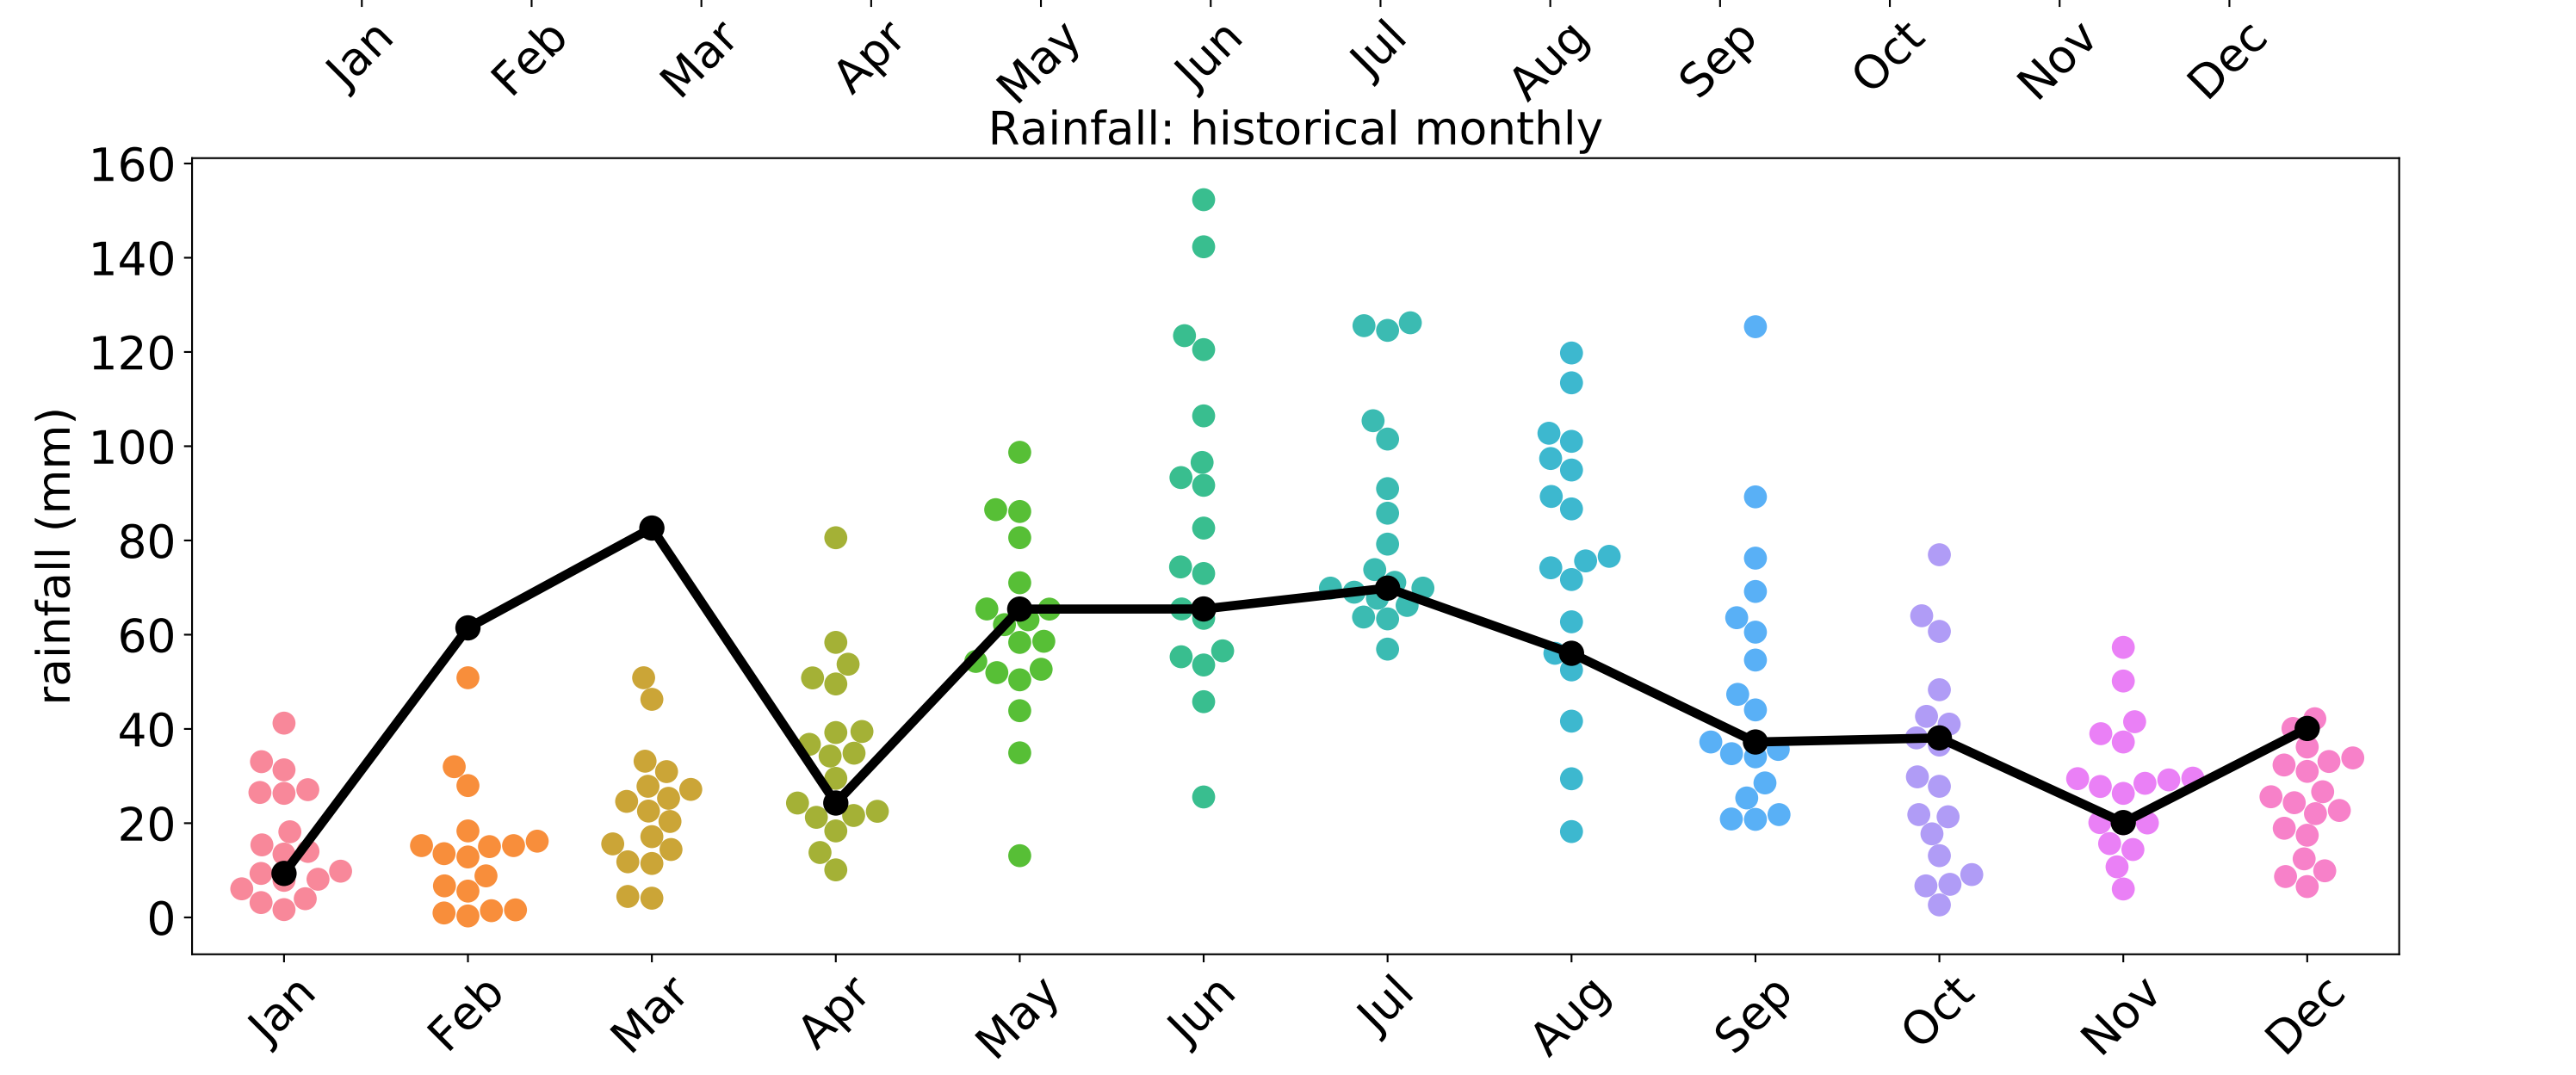 Jan Feb Mar Apr May Jun Jul Aug Sep Oct Nov Dec
Rainfall: historical monthly
160
140
120
100
80
60
40
20
0
rainfall (mm)
Jan Feb Mar Apr May Jun Jul Aug Sep Oct Nov Dec